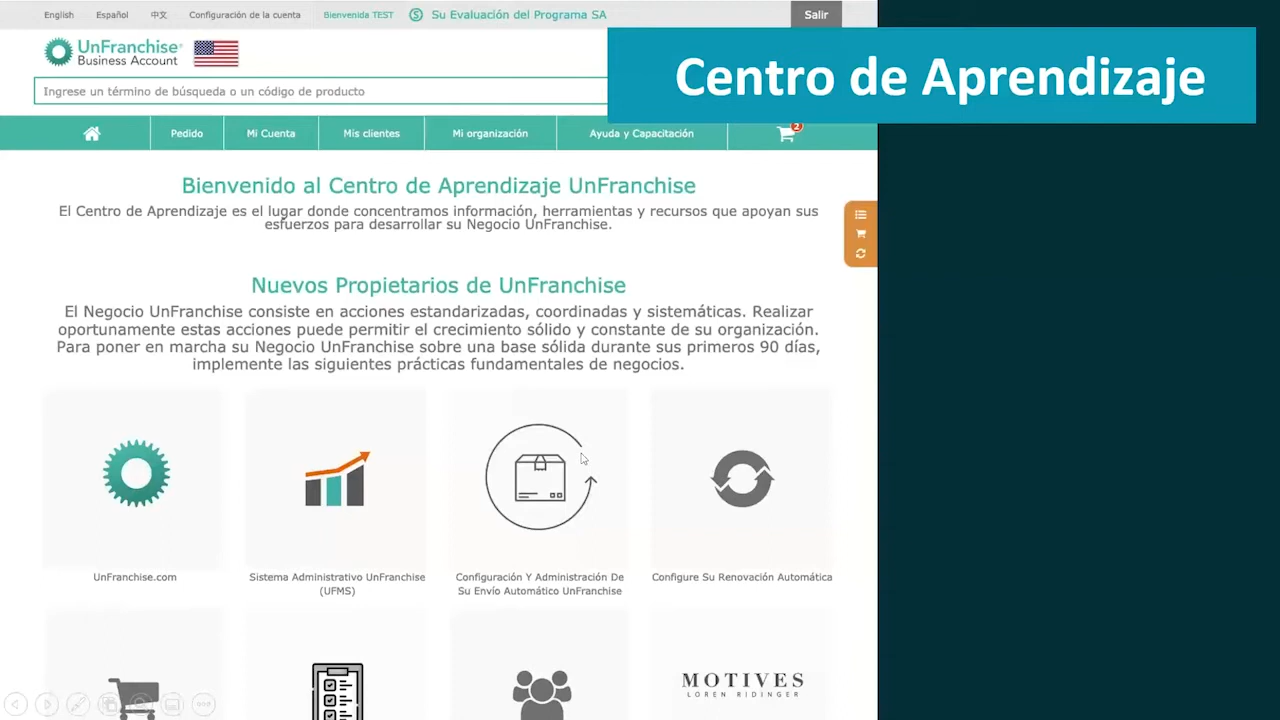 English Español 中文 Configuración de la cuenta Bienvenida TEST Su Evaluación del Programa SA Salir
UnFranchise®
Business Account
Centro de Aprendizaje
Ingrese un término de búsqueda o un código de producto
Pedido Mi Cuenta Mis clientes Mi organización Ayuda y Capacitación 2
Bienvenido al Centro de Aprendizaje UnFranchise
El Centro de Aprendizaje es el lugar donde concentramos información, herramientas y recursos que apoyan sus
esfuerzos para desarrollar su Negocio UnFranchise.
Nuevos Propietarios de UnFranchise
El Negocio UnFranchise consiste en acciones estandarizadas, coordinadas y sistemáticas. Realizar
oportunamente estas acciones puede permitir el crecimiento sólido y constante de su organización.
Para poner en marcha su Negocio UnFranchise sobre una base sólida durante sus primeros 90 días,
implemente las siguientes prácticas fundamentales de negocios.
UnFranchise.com
Sistema Administrativo UnFranchise
(UFMS)
Configuración Y Administración De
Su Envío Automático UnFranchise
Configure Su Renovación Automática
MOTIVES
LOREN RIDINGER